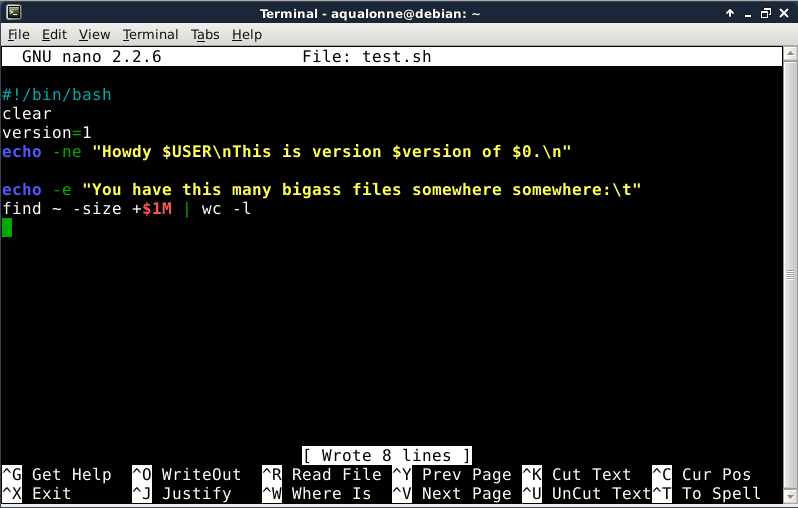 Terminal - aqualonne@debian: ~
File Edit View Terminal Tabs Help
GNU nano 2.2.6 File: test.sh
#!/bin/bash
clear
version=1
echo -ne "Howdy $USER\nThis is version $version of $0.\n"
echo -e "You have this many bigass files somewhere somewhere:\t"
find ~ -size +$1M | wc -l
[ Wrote 8 lines ]
^G Get Help ^O WriteOut ^R Read File ^Y Prev Page ^K Cut Text ^C Cur Pos
^X Exit ^J Justify ^W Where Is ^V Next Page ^U UnCut Text ^T To Spell